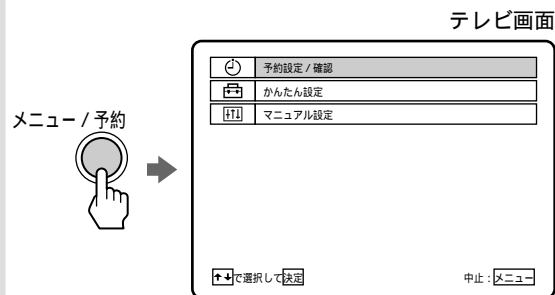 テレビ画面
メニュー / 予約
予約設定 / 確認
かんたん設定
マニュアル設定
で選択して決定
中止 : メニュー